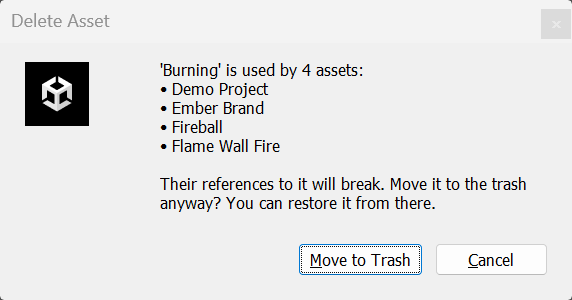 Delete Asset
'Burning' is used by 4 assets:
• Demo Project
• Ember Brand
• Fireball
• Flame Wall Fire
Their references to it will break. Move it to the trash
anyway? You can restore it from there.
Move to Trash
Cancel